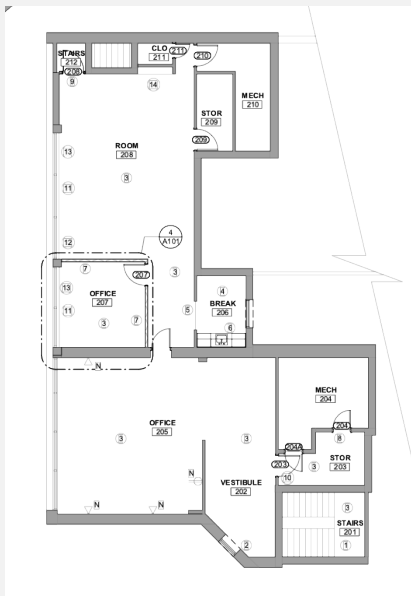 CLO
211
211
210
STAIRS
212
208
9
14
MECH
210
STOR
209
209
ROOM
208
13
3
11
12
4
A101
7
207
3
OFFICE
207
13
11
3
7
5
4
BREAK
206
6
N
MECH
204
OFFICE
205
3
3
204
8
204A
203
STOR
203
3
10
N
VESTIBULE
202
N
N
3
STAIRS
201
2
1